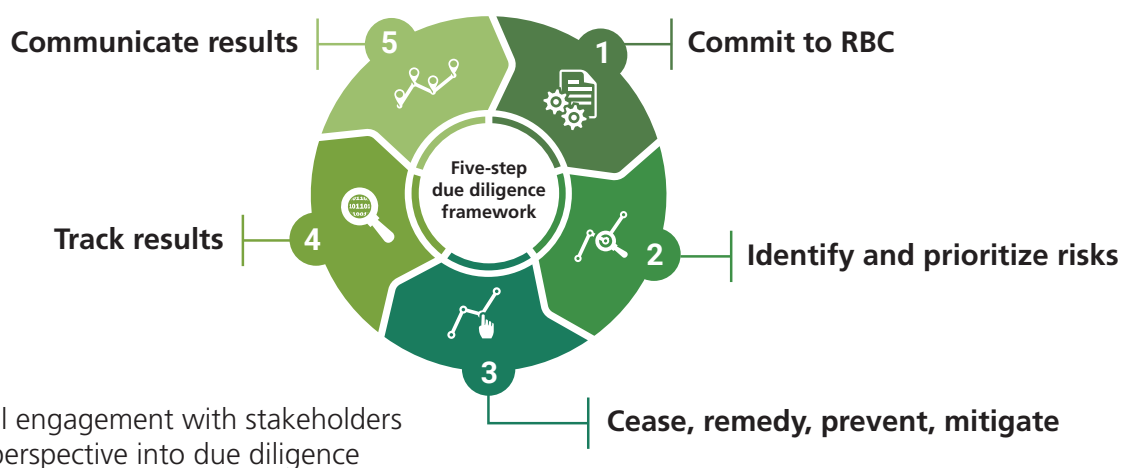 Communicate results
5
1
Commit to RBC
Five-step
due diligence
framework
Track results
4
2
Identify and prioritize risks
3
Cease, remedy, prevent, mitigate
engagement with stakeholders
perspective into due diligence